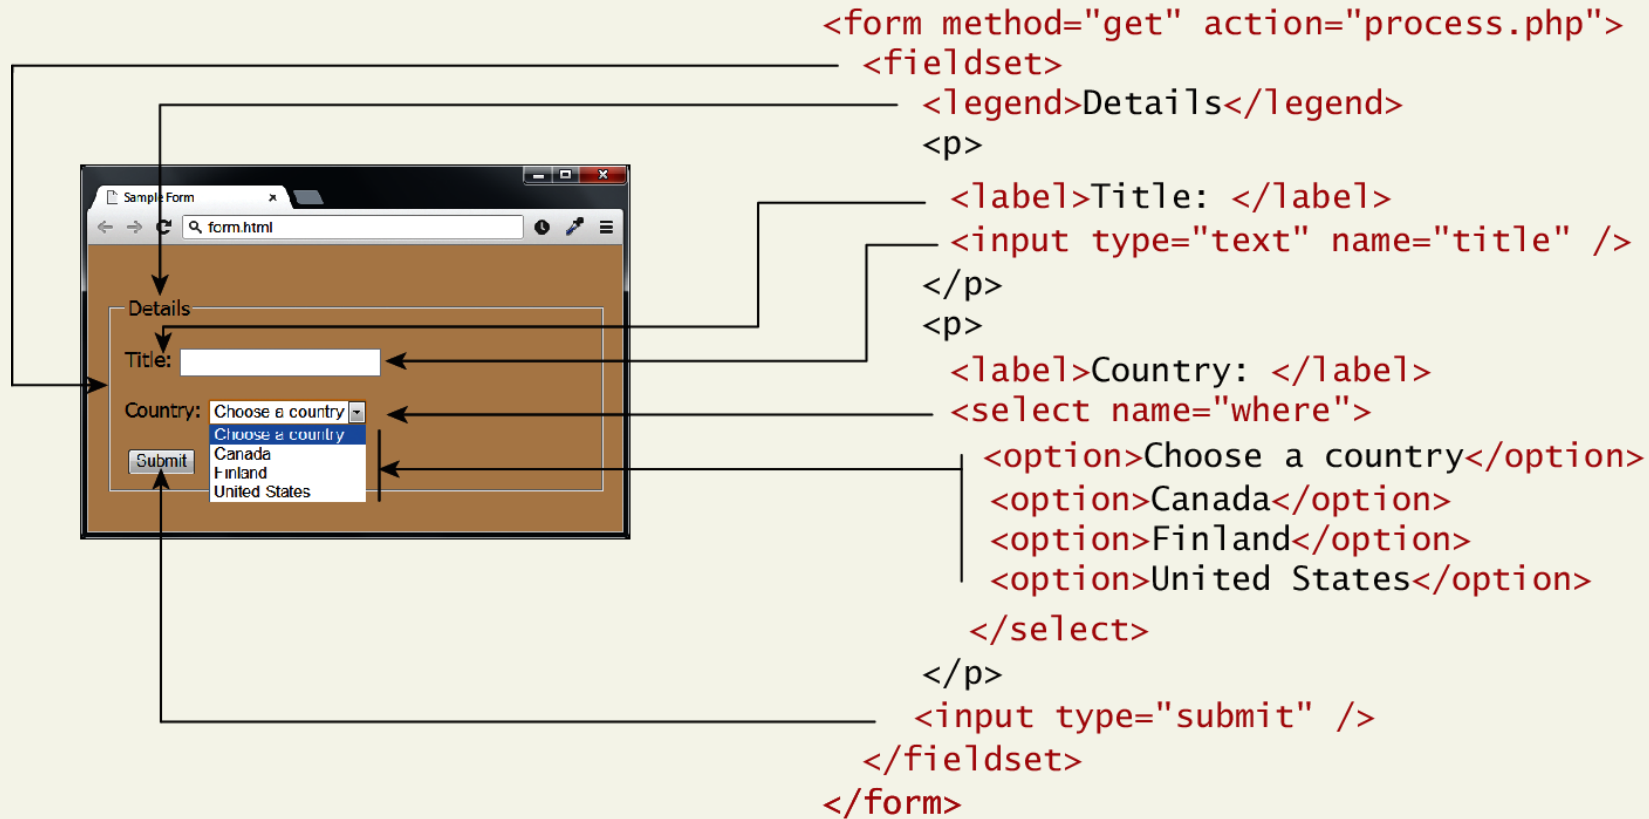 <form method="get" action="process.php">
<fieldset>
<legend>Details</legend>
<p>
<label>Title: </label>
<input type="text" name="title" />
</p>
<p>
<label>Country: </label>
<select name="where">
<option>Choose a country</option>
<option>Canada</option>
<option>Finland</option>
<option>United States</option>
</select>
</p>
<input type="submit" />
</fieldset>
</form>
Sample Form
form.html
Details
Title:
Country: Choose a country
Choose a country
Canada
Finland
United States
Submit